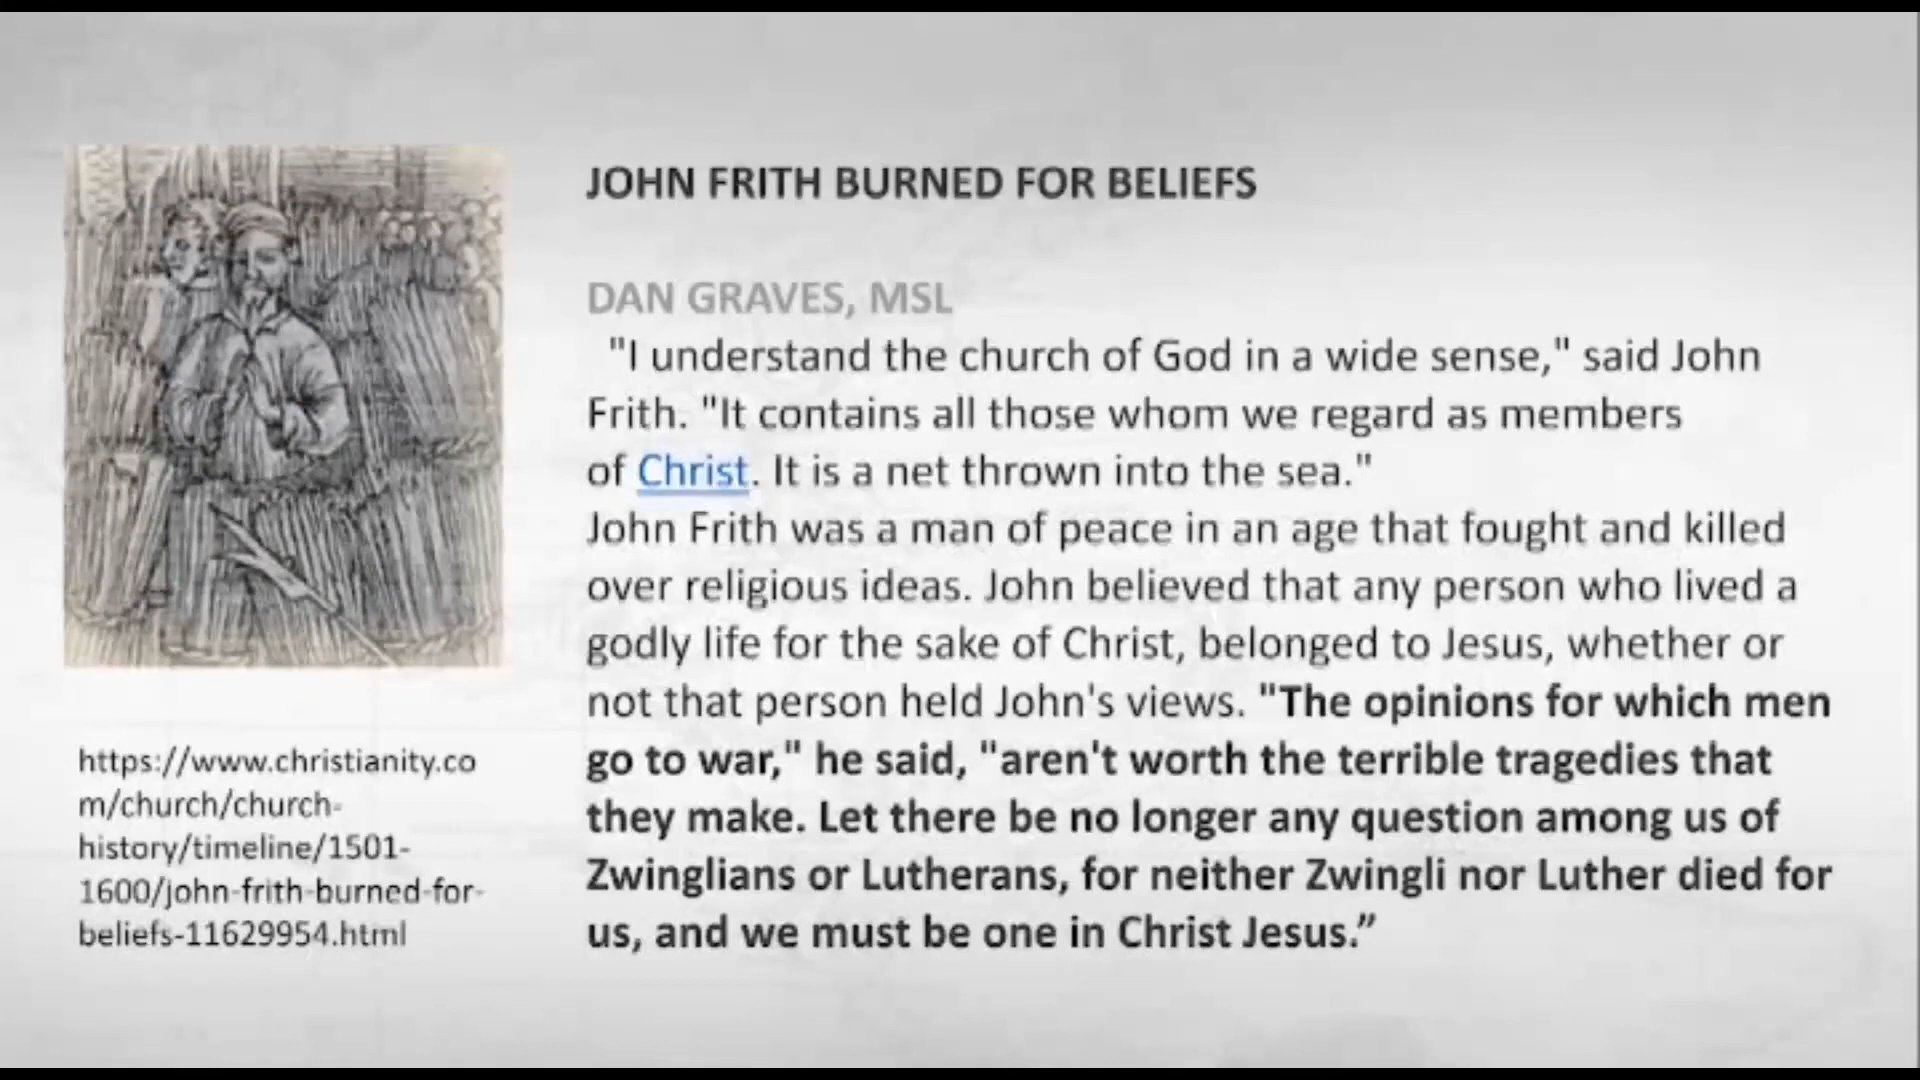 JOHN FRITH BURNED FOR BELIEFS
DAN GRAVES, MSL
"I understand the church of God in a wide sense," said John
Frith. "It contains all those whom we regard as members
of Christ. It is a net thrown into the sea."
John Frith was a man of peace in an age that fought and killed
over religious ideas. John believed that any person who lived a
godly life for the sake of Christ, belonged to Jesus, whether or
not that person held John's views. "The opinions for which men
go to war," he said, "aren't worth the terrible tragedies that
they make. Let there be no longer any question among us of
Zwinglians or Lutherans, for neither Zwingli nor Luther died for
us, and we must be one in Christ Jesus.”
https://www.christianity.co
m/church/church-
history/timeline/1501-
1600/john-frith-burned-for-
beliefs-11629954.html